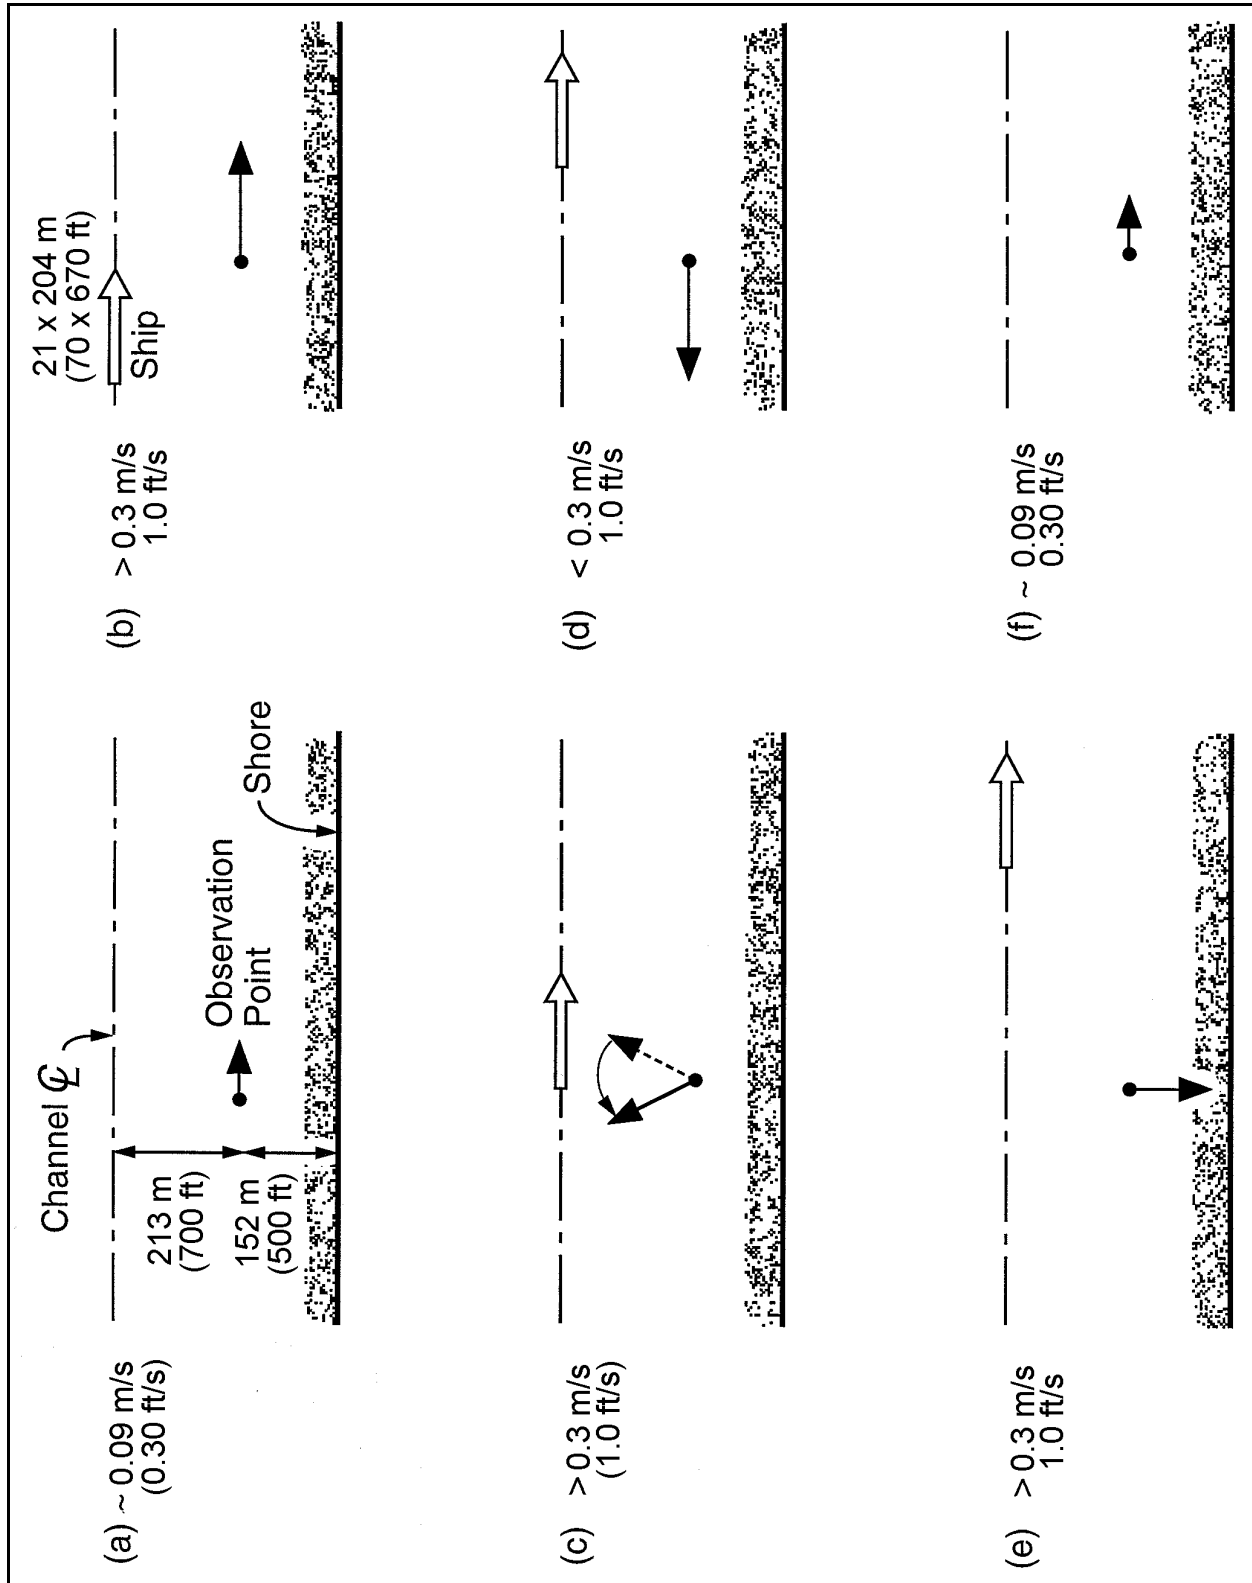 (a) ~ 0.09 m/s
(0.30 ft/s)
Channel ℄
213 m
(700 ft)
152 m
(500 ft)
Observation
Point
Shore
(b) > 0.3 m/s
1.0 ft/s
21 x 204 m
(70 x 670 ft)
Ship
(c) > 0.3 m/s
(1.0 ft/s)
(d) < 0.3 m/s
1.0 ft/s
(e) > 0.3 m/s
1.0 ft/s
(f) ~ 0.09 m/s
0.30 ft/s